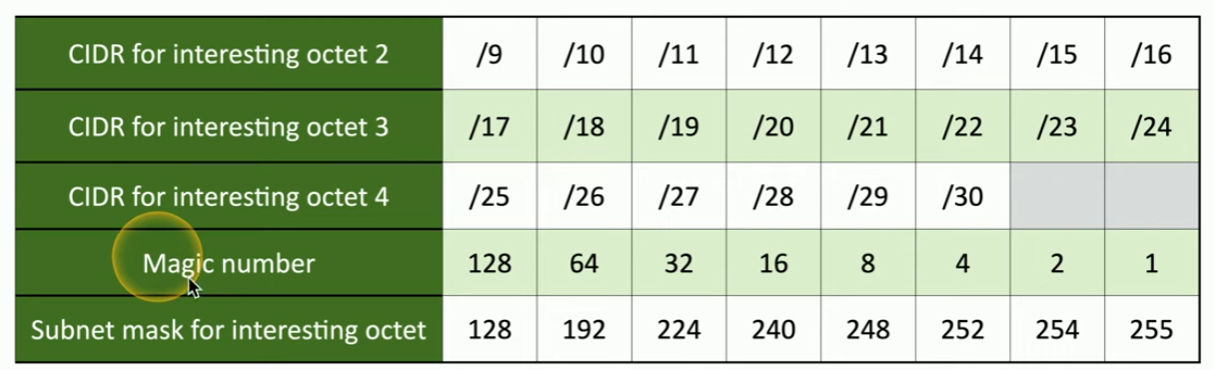 CIDR for interesting octet 2 /9 /10 /11 /12 /13 /14 /15 /16
CIDR for interesting octet 3 /17 /18 /19 /20 /21 /22 /23 /24
CIDR for interesting octet 4 /25 /26 /27 /28 /29 /30
Magic number 128 64 32 16 8 4 2 1
Subnet mask for interesting octet 128 192 224 240 248 252 254 255